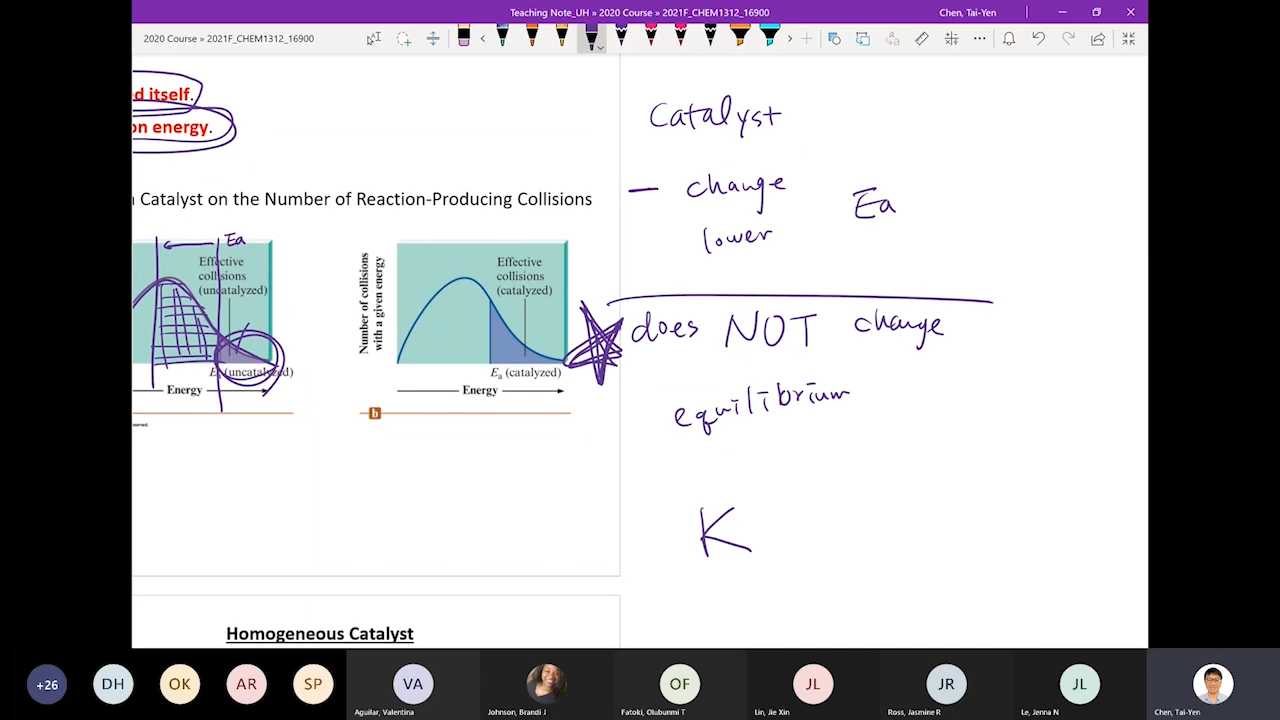 Teaching Note_UH » 2020 Course » 2021F_CHEM1312_16900
Chen, Tai-Yen
2020 Course » 2021F_CHEM1312_16900
d itself.
on energy.
Catalyst on the Number of Reaction-Producing Collisions
Ea
Effective
collisions
(uncatalyzed)
Ea (uncatalyzed)
Energy
Number of collisions
with a given energy
Effective
collisions
(catalyzed)
Ea (catalyzed)
Energy
b
Catalyst
— change
lower
Ea
does NOT change
equilibrium
K
Homogeneous Catalyst
+26
DH
OK
AR
SP
VA
OF
JL
JR
JL
Aguilar, Valentina
Johnson, Brandi J
Fatoki, Olubunmi T
Lin, Jie Xin
Ross, Jasmine R
Le, Jenna N
Chen, Tai-Yen